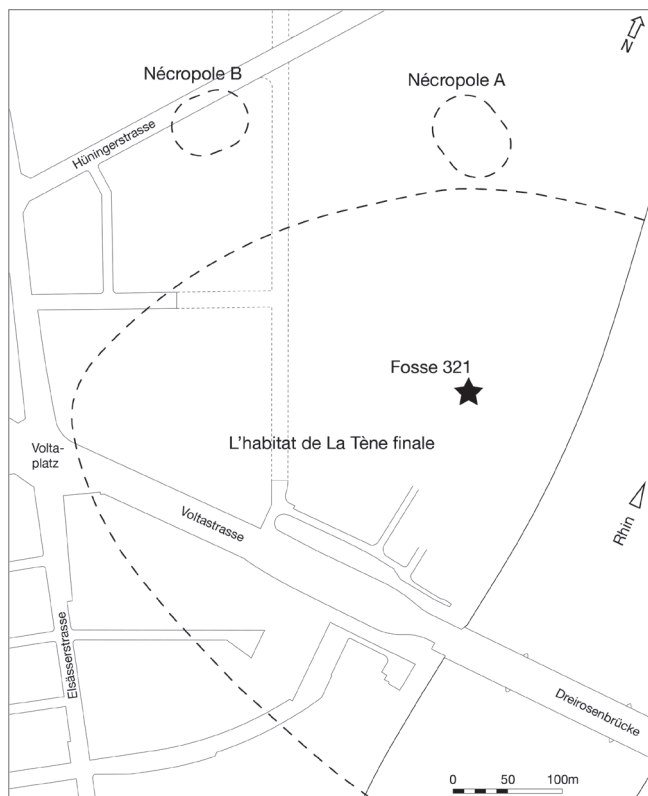 N
Nécropole B
Nécropole A
Hüningerstrasse
Fosse 321
L'habitat de La Tène finale
Volta-
platz
Voltastrasse
Rhin
Elsässerstrasse
Dreirosenbrücke
0 50 100m